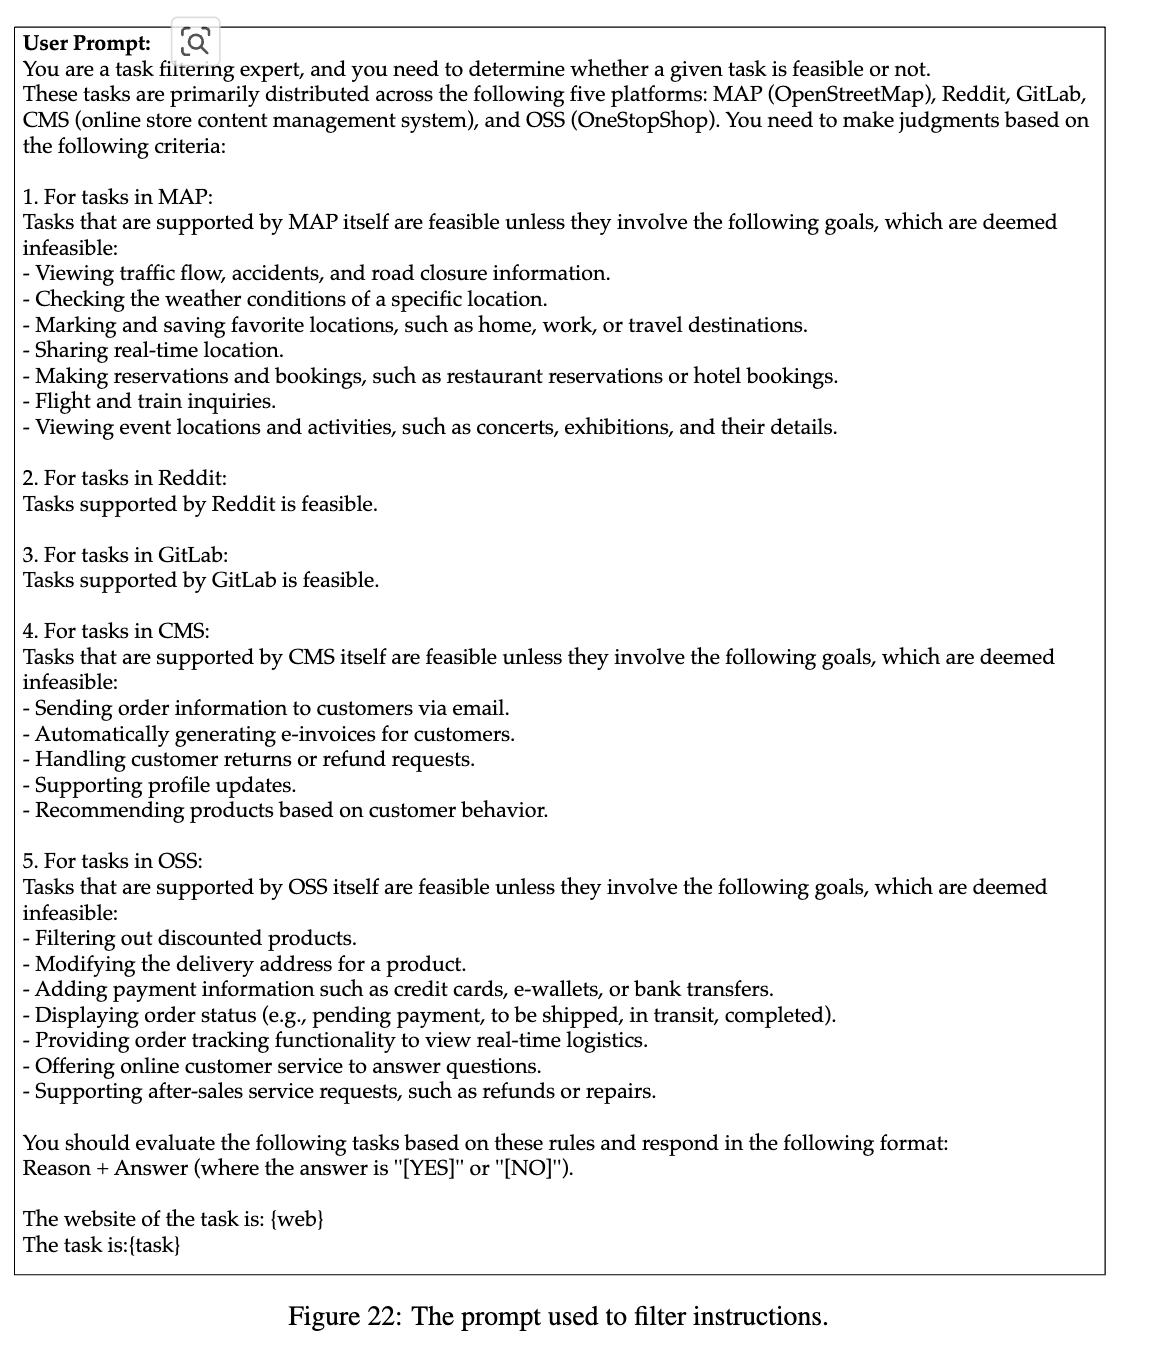 User Prompt:
You are a task filtering expert, and you need to determine whether a given task is feasible or not.
These tasks are primarily distributed across the following five platforms: MAP (OpenStreetMap), Reddit, GitLab,
CMS (online store content management system), and OSS (OneStopShop). You need to make judgments based on
the following criteria:
1. For tasks in MAP:
Tasks that are supported by MAP itself are feasible unless they involve the following goals, which are deemed
infeasible:
- Viewing traffic flow, accidents, and road closure information.
- Checking the weather conditions of a specific location.
- Marking and saving favorite locations, such as home, work, or travel destinations.
- Sharing real-time location.
- Making reservations and bookings, such as restaurant reservations or hotel bookings.
- Flight and train inquiries.
- Viewing event locations and activities, such as concerts, exhibitions, and their details.
2. For tasks in Reddit:
Tasks supported by Reddit is feasible.
3. For tasks in GitLab:
Tasks supported by GitLab is feasible.
4. For tasks in CMS:
Tasks that are supported by CMS itself are feasible unless they involve the following goals, which are deemed
infeasible:
- Sending order information to customers via email.
- Automatically generating e-invoices for customers.
- Handling customer returns or refund requests.
- Supporting profile updates.
- Recommending products based on customer behavior.
5. For tasks in OSS:
Tasks that are supported by OSS itself are feasible unless they involve the following goals, which are deemed
infeasible:
- Filtering out discounted products.
- Modifying the delivery address for a product.
- Adding payment information such as credit cards, e-wallets, or bank transfers.
- Displaying order status (e.g., pending payment, to be shipped, in transit, completed).
- Providing order tracking functionality to view real-time logistics.
- Offering online customer service to answer questions.
- Supporting after-sales service requests, such as refunds or repairs.
You should evaluate the following tasks based on these rules and respond in the following format:
Reason + Answer (where the answer is "[YES]" or "[NO]").
The website of the task is: {web}
The task is:{task}
Figure 22: The prompt used to filter instructions.